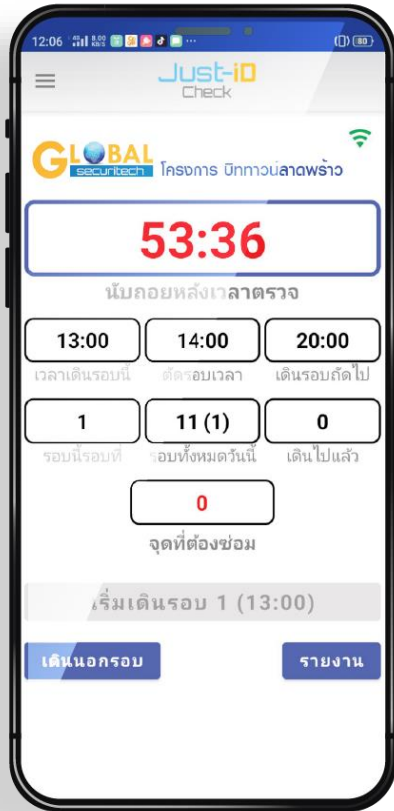 12:06 4G 8.00 KB/S 80
Just-iD
Check
GLOBAL
securitech โครงการ บิททาวน์ลาดพร้าว
53:36
นับถอยหลังเวลาตรวจ
13:00 14:00 20:00
เวลาเดินรอบนี้ ตัดรอบเวลา เดินรอบถัดไป
1 11 (1) 0
รอบนี้รอบที่ รอบทั้งหมดวันนี้ เดินไปแล้ว
0
จุดที่ต้องซ่อม
เริ่มเดินรอบ 1 (13:00)
เดินนอกรอบ รายงาน